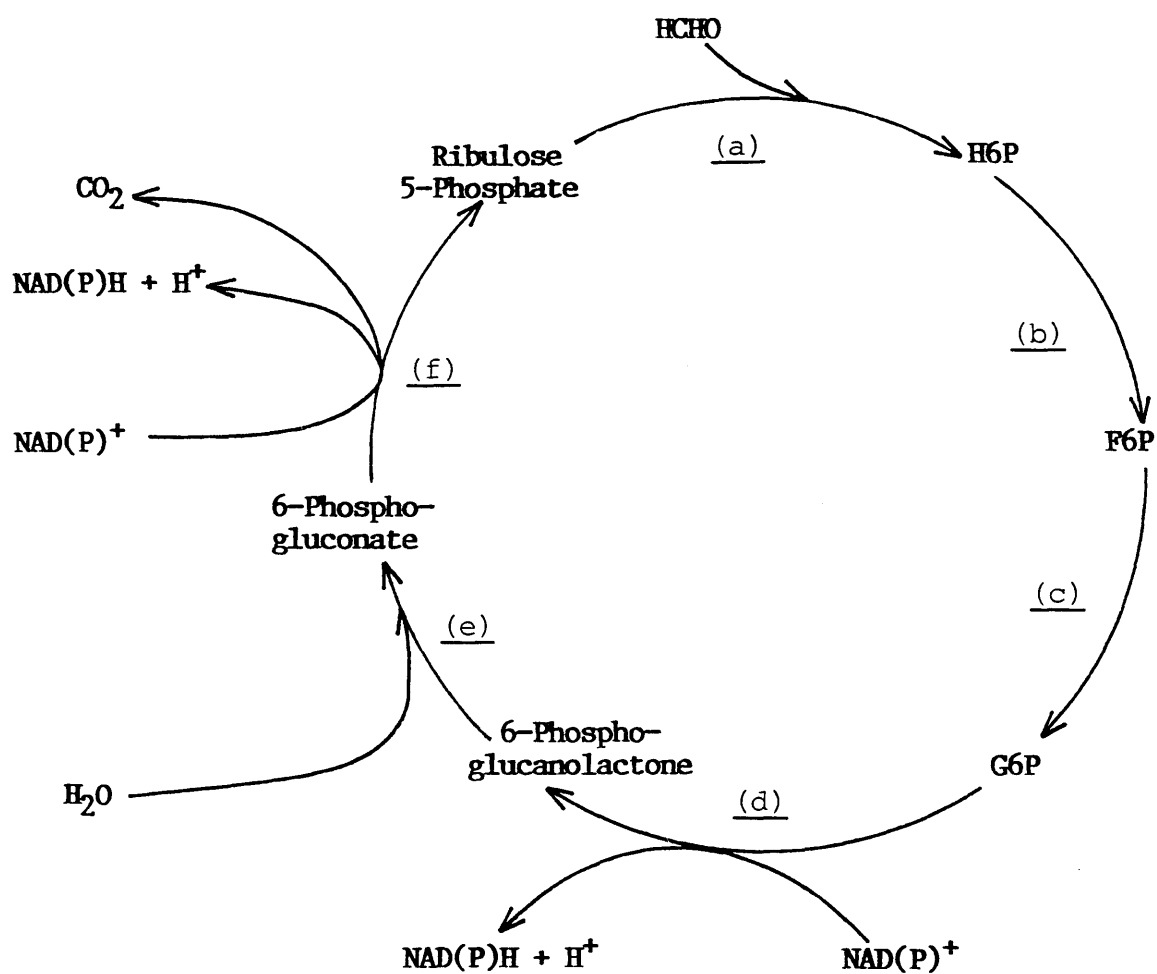 HCHO
(a)
H6P
Ribulose
5-Phosphate
CO2
NAD(P)H + H+
(b)
(f)
NAD(P)+
F6P
6-Phospho-
gluconate
(c)
(e)
6-Phospho-
glucanolactone
G6P
H2O
(d)
NAD(P)H + H+
NAD(P)+